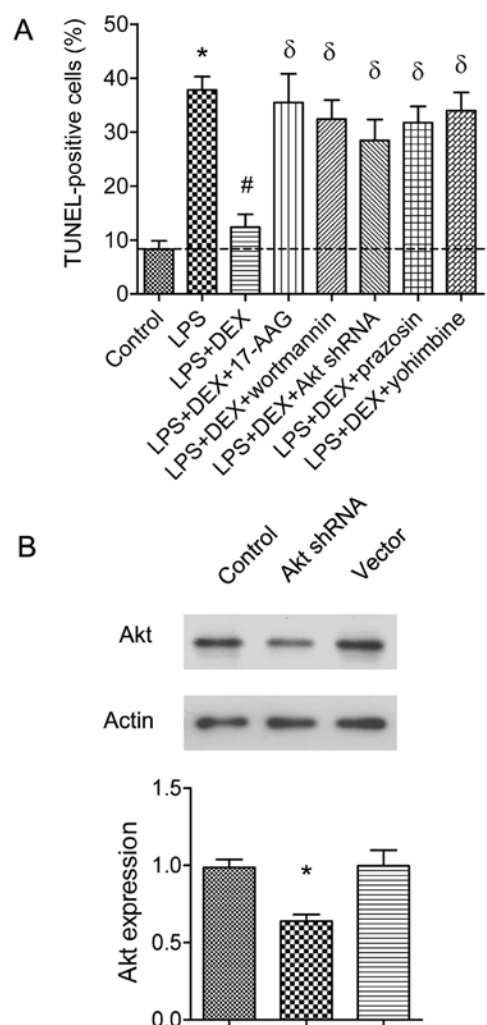 A
TUNEL-positive cells (%)
50
40
30
20
10
0
*
#
δ
δ
δ
δ
δ
Control
LPS
LPS+DEX
LPS+DEX+17-AAG
LPS+DEX+wortmannin
LPS+DEX+Akt shRNA
LPS+DEX+prazosin
LPS+DEX+yohimbine
B
Control
Akt shRNA
Vector
Akt
Actin
Akt expression
1.5
1.0
0.5
0.0
*